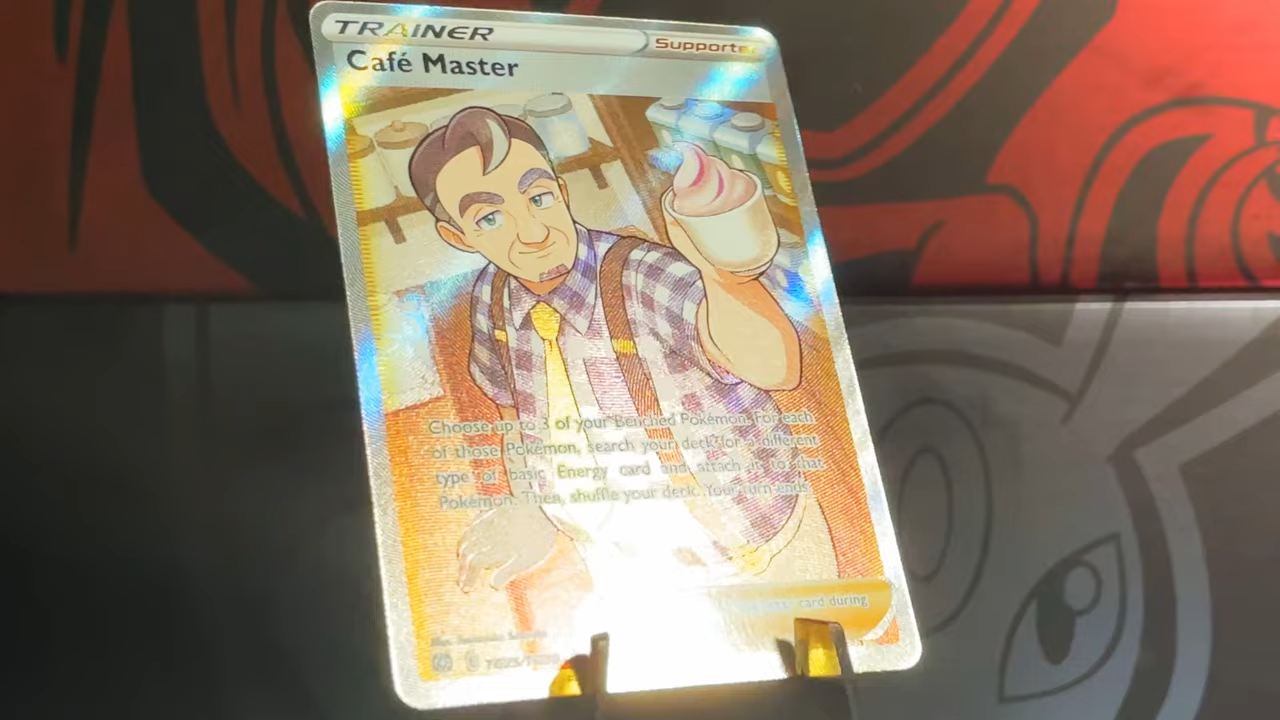 TRAINER
Supporter
Café Master
Choose up to 3 of your Benched Pokémon. For each
of those Pokémon, search your deck for a different
type of basic Energy card and attach it to that
Pokémon. Then, shuffle your deck. Your turn ends.
card during